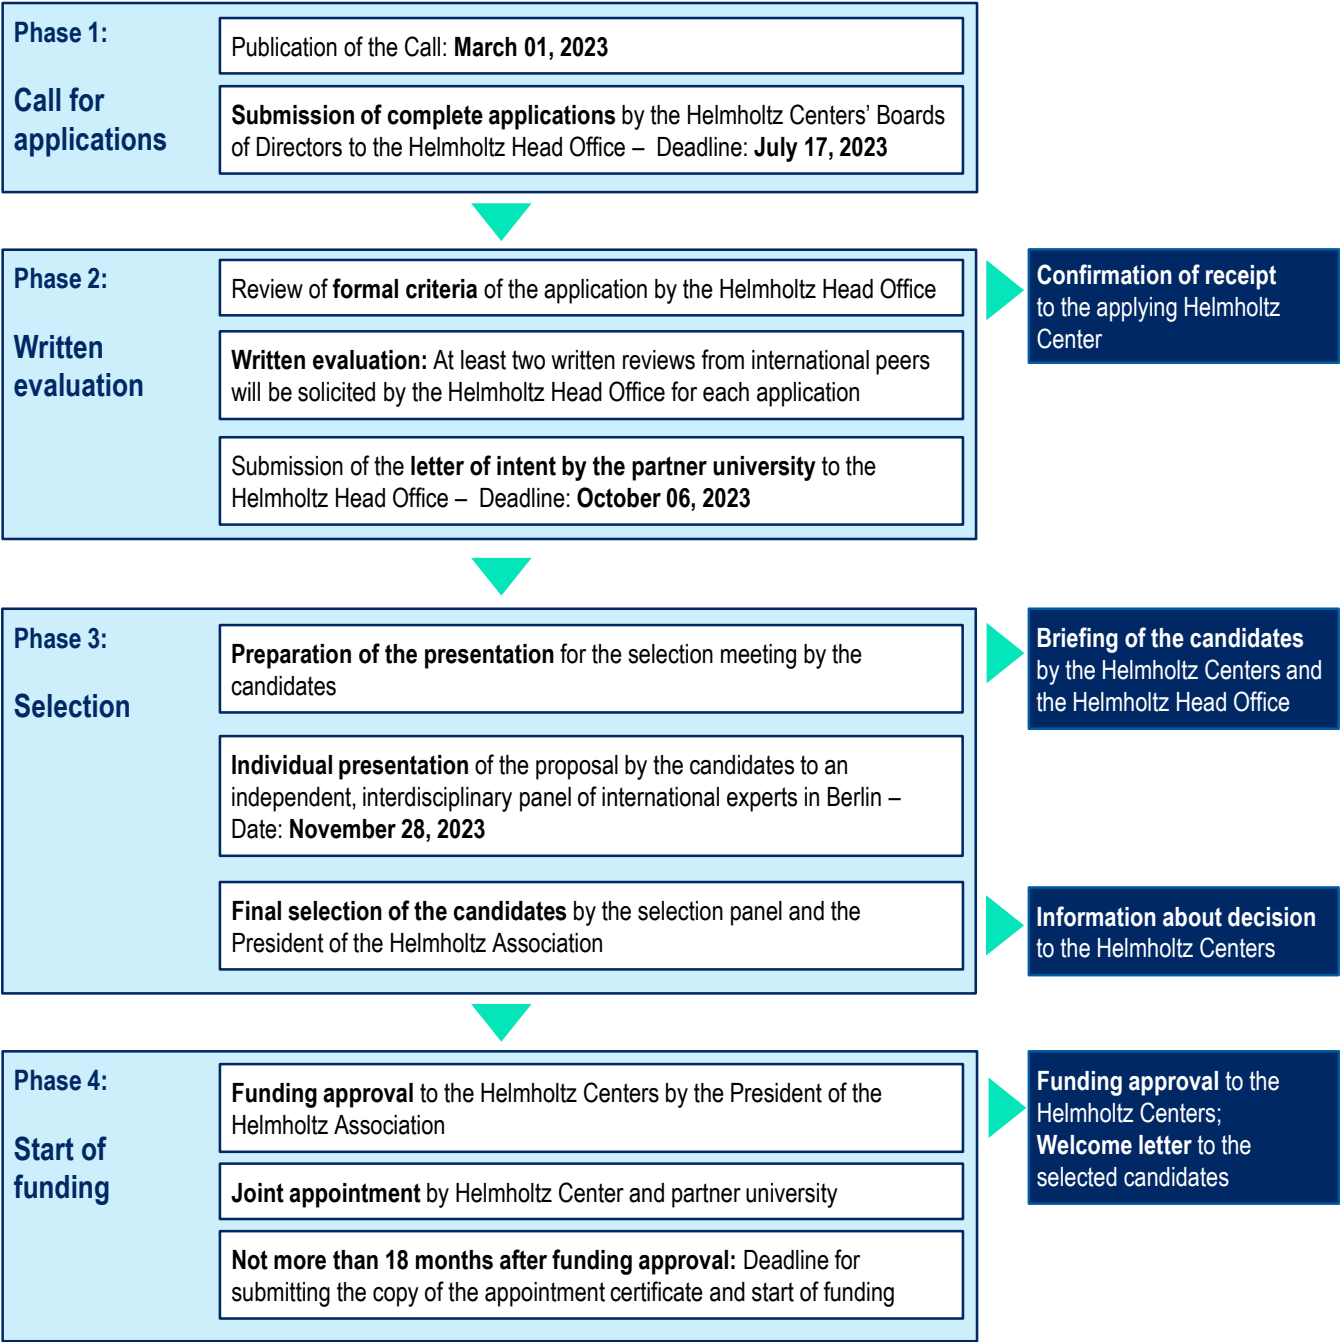 Phase 1:
Call for
applications
Publication of the Call: March 01, 2023
Submission of complete applications by the Helmholtz Centers’ Boards
of Directors to the Helmholtz Head Office –  Deadline: July 17, 2023
Phase 2:
Written
evaluation
Review of formal criteria of the application by the Helmholtz Head Office
Written evaluation: At least two written reviews from international peers
will be solicited by the Helmholtz Head Office for each application
Submission of the letter of intent by the partner university to the
Helmholtz Head Office –  Deadline: October 06, 2023
Confirmation of receipt
to the applying Helmholtz
Center
Phase 3:
Selection
Preparation of the presentation for the selection meeting by the
candidates
Individual presentation of the proposal by the candidates to an
independent, interdisciplinary panel of international experts in Berlin –
Date: November 28, 2023
Final selection of the candidates by the selection panel and the
President of the Helmholtz Association
Briefing of the candidates
by the Helmholtz Centers and
the Helmholtz Head Office
Information about decision
to the Helmholtz Centers
Phase 4:
Start of
funding
Funding approval to the Helmholtz Centers by the President of the
Helmholtz Association
Joint appointment by Helmholtz Center and partner university
Not more than 18 months after funding approval: Deadline for
submitting the copy of the appointment certificate and start of funding
Funding approval to the
Helmholtz Centers;
Welcome letter to the
selected candidates